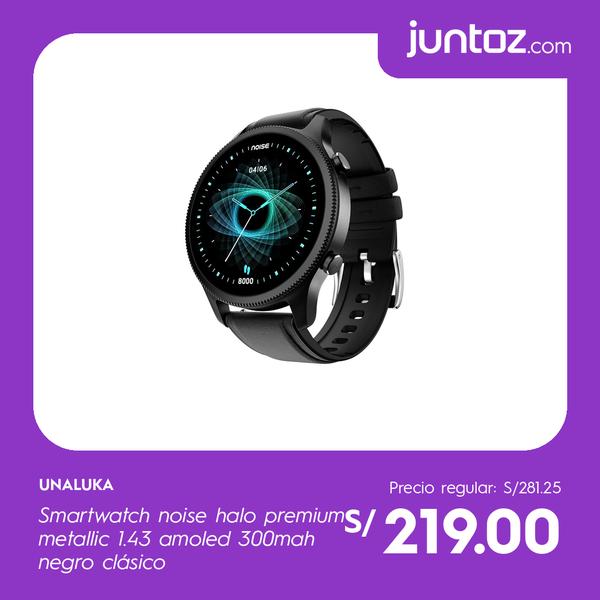 juntoz.com
noise
04|06
8000
UNALUKA
Smartwatch noise halo premium
metallic 1.43 amoled 300mah
negro clásico
Precio regular: S/281.25
S/ 219.00